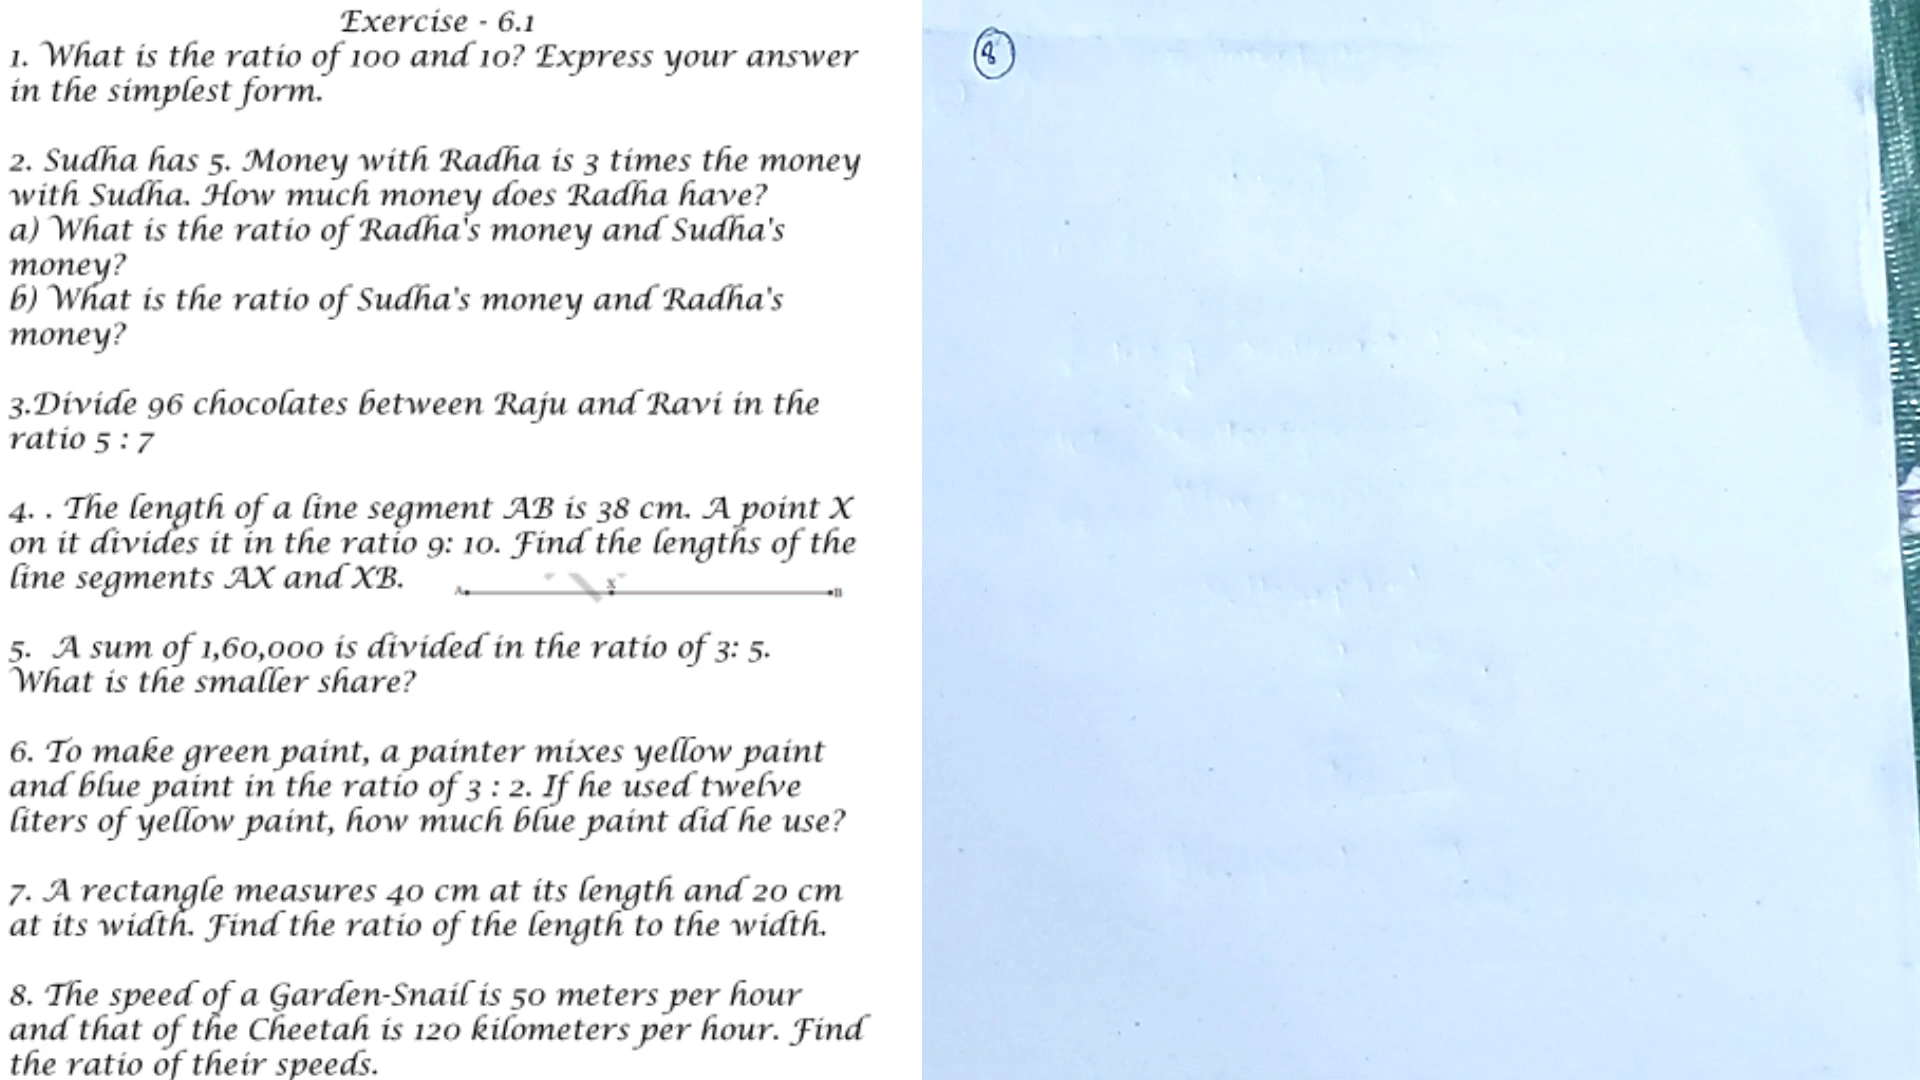 Exercise - 6.1
1. What is the ratio of 100 and 10? Express your answer
in the simplest form.
2. Sudha has 5. Money with Radha is 3 times the money
with Sudha. How much money does Radha have?
a) What is the ratio of Radha's money and Sudha's
money?
b) What is the ratio of Sudha's money and Radha's
money?
3.Divide 96 chocolates between Raju and Ravi in the
ratio 5 : 7
4. . The length of a line segment AB is 38 cm. A point X
on it divides it in the ratio 9: 10. Find the lengths of the
line segments AX and XB.
A X B
5. A sum of 1,60,000 is divided in the ratio of 3: 5.
What is the smaller share?
6. To make green paint, a painter mixes yellow paint
and blue paint in the ratio of 3 : 2. If he used twelve
liters of yellow paint, how much blue paint did he use?
7. A rectangle measures 40 cm at its length and 20 cm
at its width. Find the ratio of the length to the width.
8. The speed of a Garden-Snail is 50 meters per hour
and that of the Cheetah is 120 kilometers per hour. Find
the ratio of their speeds.
8